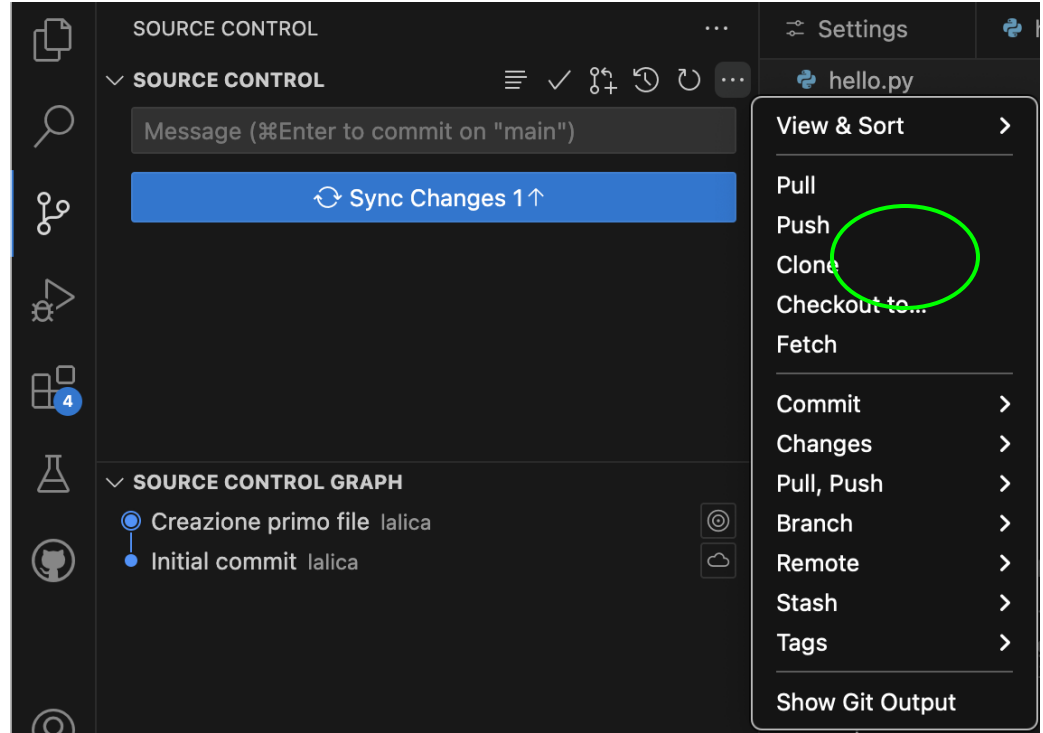 SOURCE CONTROL
Settings
SOURCE CONTROL
hello.py
Message (⌘Enter to commit on "main")
Sync Changes 1↑
View & Sort
Pull
Push
Clone
Checkout to...
Fetch
Commit
Changes
Pull, Push
Branch
Remote
Stash
Tags
Show Git Output
4
SOURCE CONTROL GRAPH
Creazione primo file lalica
Initial commit lalica